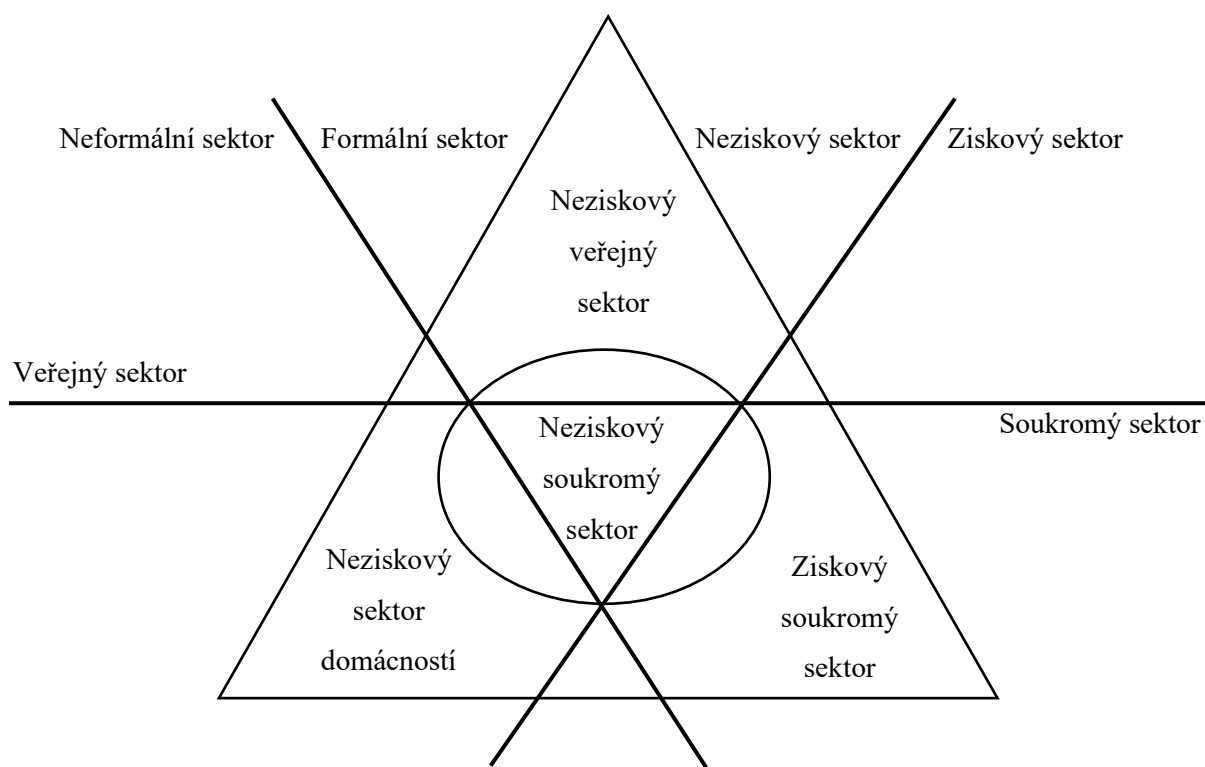 Neformální sektor
Formální sektor
Neziskový sektor
Ziskový sektor
Neziskový
veřejný
sektor
Veřejný sektor
Soukromý sektor
Neziskový
soukromý
sektor
Neziskový
sektor
domácností
Ziskový
soukromý
sektor